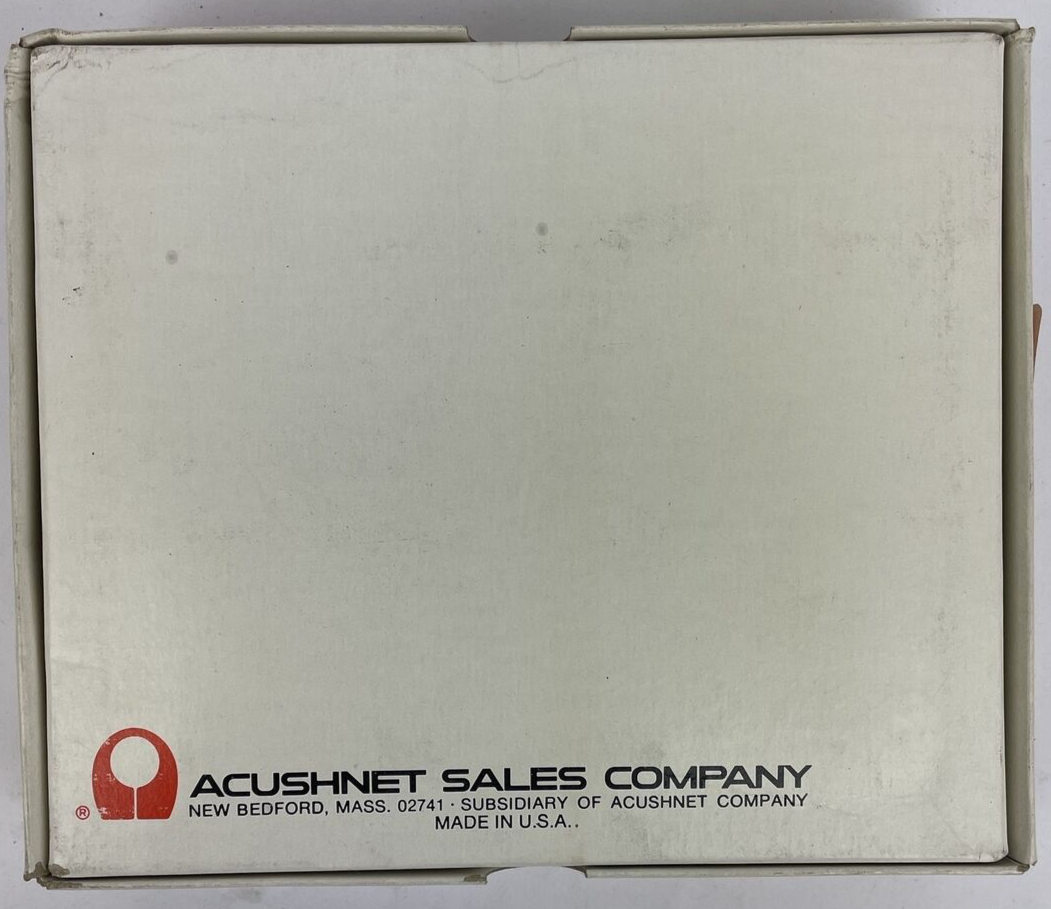 ACUSHNET SALES COMPANY
® NEW BEDFORD, MASS. 02741 · SUBSIDIARY OF ACUSHNET COMPANY
MADE IN U.S.A..